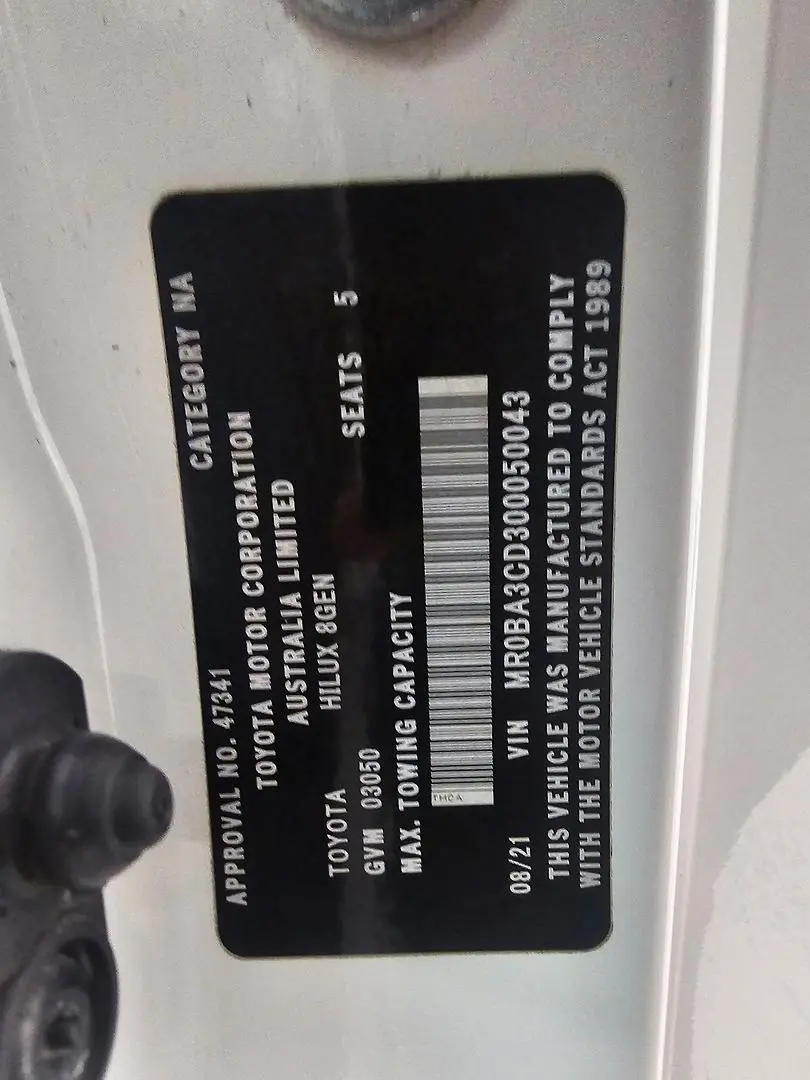 APPROVAL NO. 47341 CATEGORY NA
TOYOTA MOTOR CORPORATION
AUSTRALIA LIMITED
TOYOTA HILUX 8GEN
GVM 03050 SEATS 5
MAX. TOWING CAPACITY
TMCA
08/21 VIN MR0BA3CD300050043
THIS VEHICLE WAS MANUFACTURED TO COMPLY
WITH THE MOTOR VEHICLE STANDARDS ACT 1989